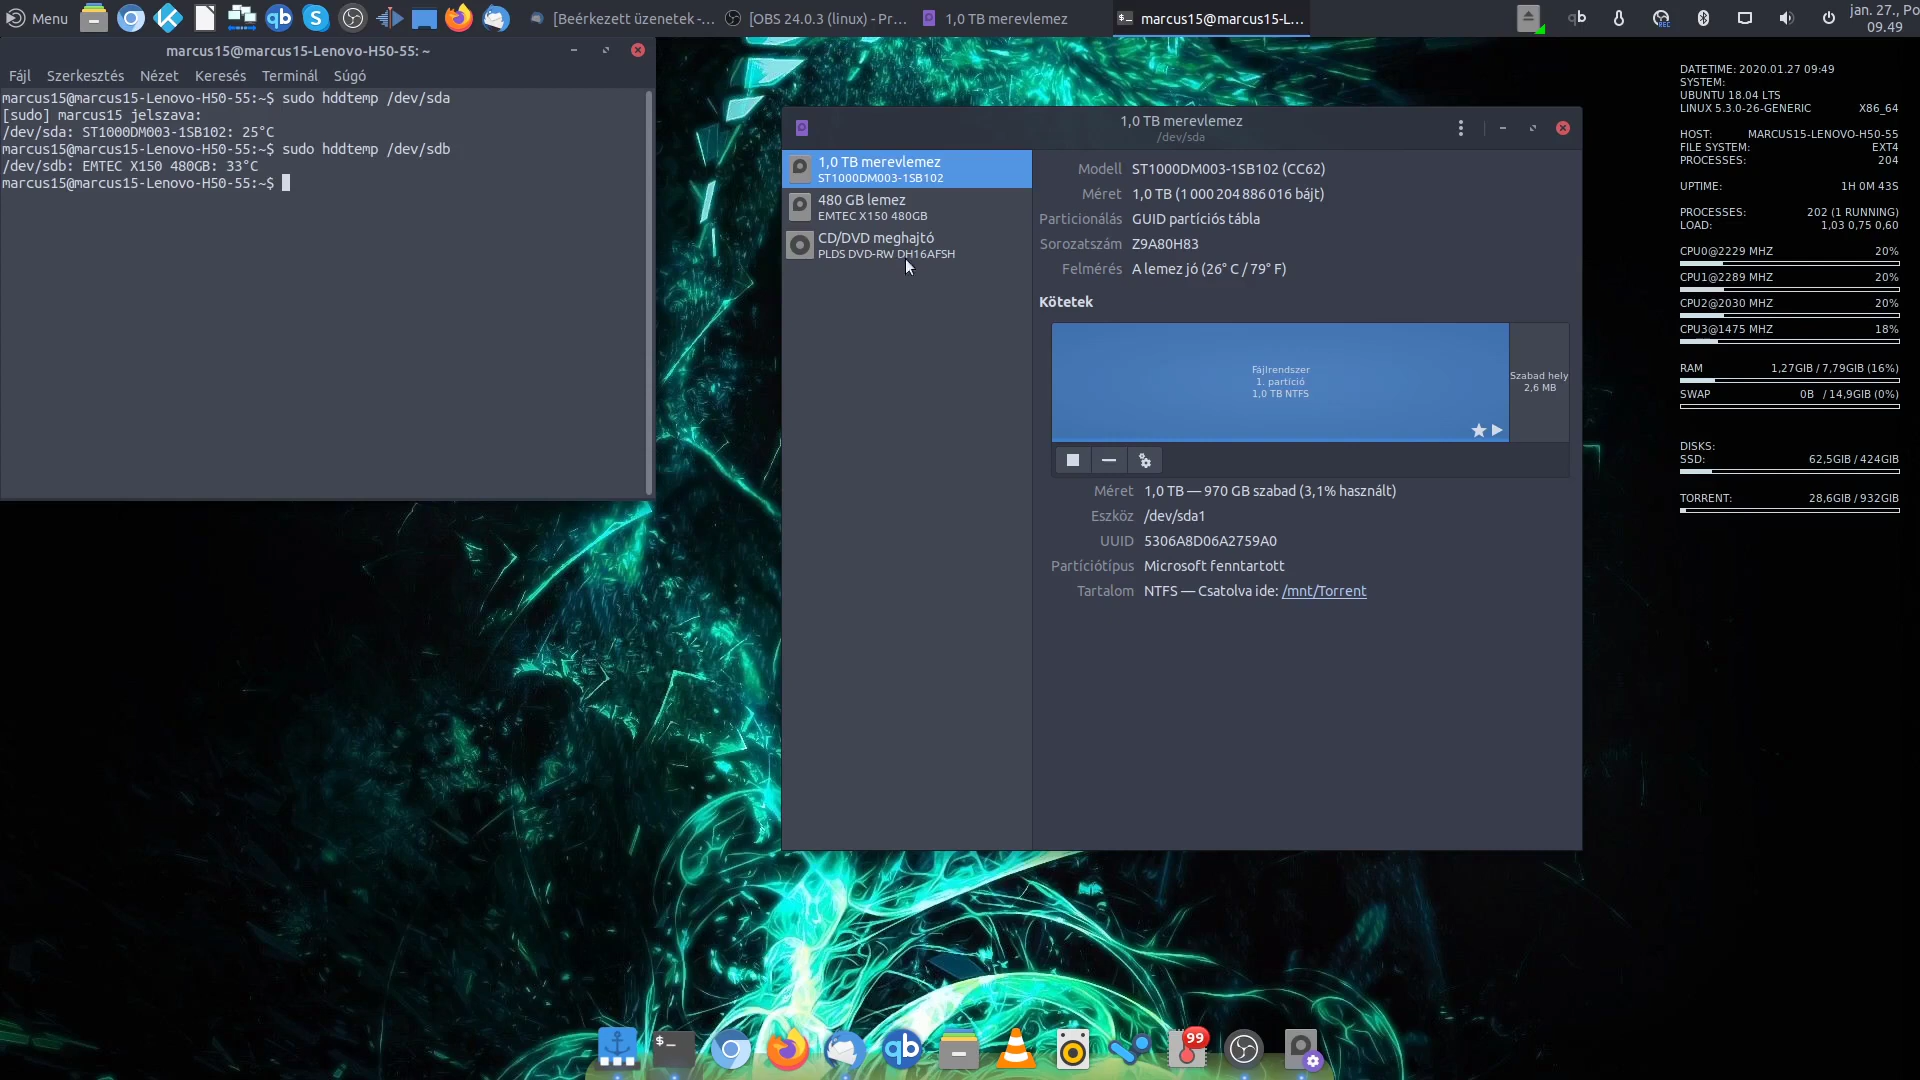 Menu
[Beérkezett üzenetek -...
[OBS 24.0.3 (linux) - Pr...
1,0 TB merevlemez
marcus15@marcus15-L...
jan. 27., Po
09.49
marcus15@marcus15-Lenovo-H50-55: ~
Fájl Szerkesztés Nézet Keresés Terminál Súgó
marcus15@marcus15-Lenovo-H50-55:~$ sudo hddtemp /dev/sda
[sudo] marcus15 jelszava:
/dev/sda: ST1000DM003-1SB102: 25°C
marcus15@marcus15-Lenovo-H50-55:~$ sudo hddtemp /dev/sdb
/dev/sdb: EMTEC X150 480GB: 33°C
marcus15@marcus15-Lenovo-H50-55:~$
1,0 TB merevlemez
/dev/sda
1,0 TB merevlemez
ST1000DM003-1SB102
480 GB lemez
EMTEC X150 480GB
CD/DVD meghajtó
PLDS DVD-RW DH16AFSH
Modell ST1000DM003-1SB102 (CC62)
Méret 1,0 TB (1 000 204 886 016 bájt)
Particionálás GUID partíciós tábla
Sorozatszám Z9A80H83
Felmérés A lemez jó (26° C / 79° F)
Kötetek
Fájlrendszer
1. partíció
1,0 TB NTFS
Szabad hely
2,6 MB
Méret 1,0 TB — 970 GB szabad (3,1% használt)
Eszköz /dev/sda1
UUID 5306A8D06A2759A0
Partíciótípus Microsoft fenntartott
Tartalom NTFS — Csatolva ide: /mnt/Torrent
DATETIME: 2020.01.27 09:49
SYSTEM:
UBUNTU 18.04 LTS
LINUX 5.3.0-26-GENERIC X86_64
HOST: MARCUS15-LENOVO-H50-55
FILE SYSTEM: EXT4
PROCESSES: 204
UPTIME: 1H 0M 43S
PROCESSES: 202 (1 RUNNING)
LOAD: 1,03 0,75 0,60
CPU0@2229 MHZ 20%
CPU1@2289 MHZ 20%
CPU2@2030 MHZ 20%
CPU3@1475 MHZ 18%
RAM 1,27GIB / 7,79GIB (16%)
SWAP 0B / 14,9GIB (0%)
DISKS:
SSD: 62,5GIB / 424GIB
TORRENT: 28,6GIB / 932GIB
qb
99